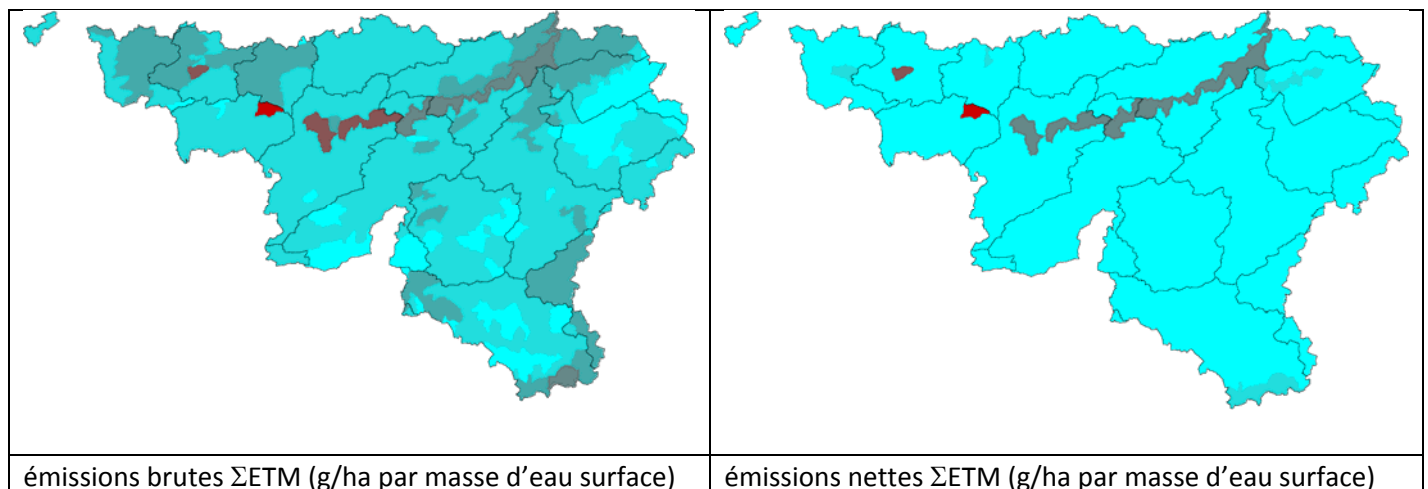 émissions brutes ΣETM (g/ha par masse d’eau surface)
émissions nettes ΣETM (g/ha par masse d’eau surface)